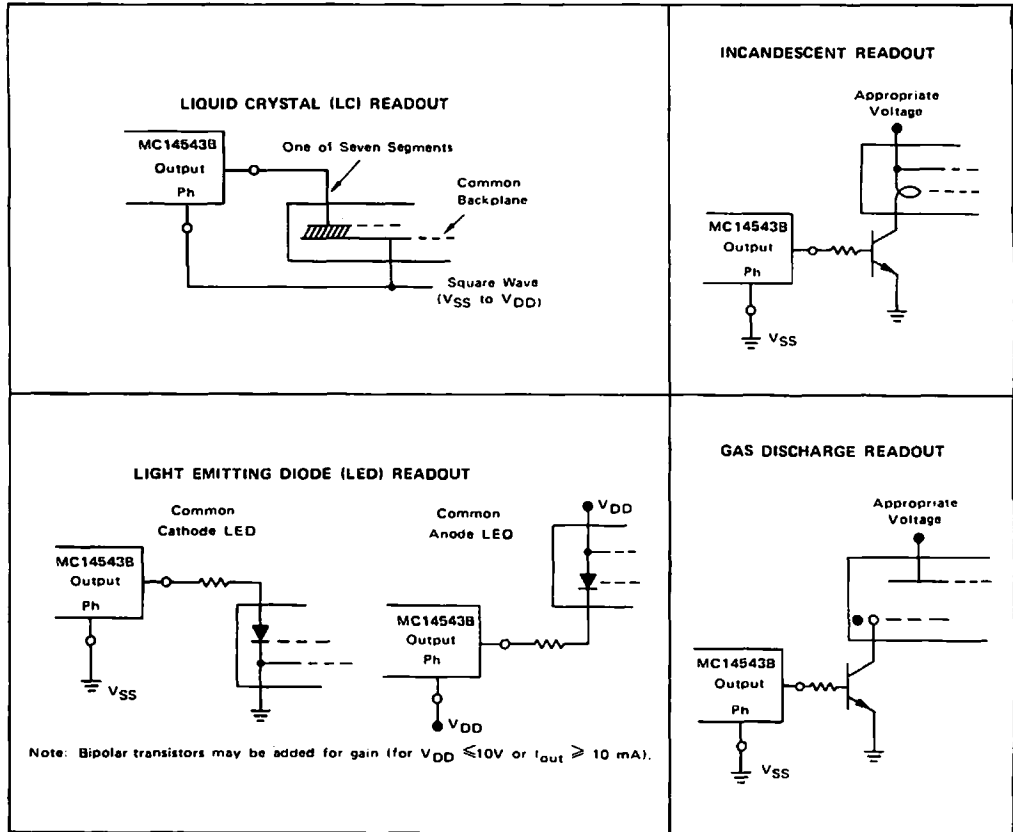 LIQUID CRYSTAL (LC) READOUT
MC14543B
Output
Ph
One of Seven Segments
Common
Backplane
Square Wave
(VSS to VDD)
INCANDESCENT READOUT
Appropriate
Voltage
MC14543B
Output
Ph
VSS
LIGHT EMITTING DIODE (LED) READOUT
Common
Cathode LED
MC14543B
Output
Ph
VSS
Common
Anode LED
VDD
MC14543B
Output
Ph
VDD
Note: Bipolar transistors may be added for gain (for VDD ⩽10V or Iout ⩾ 10 mA).
GAS DISCHARGE READOUT
Appropriate
Voltage
MC14543B
Output
Ph
VSS